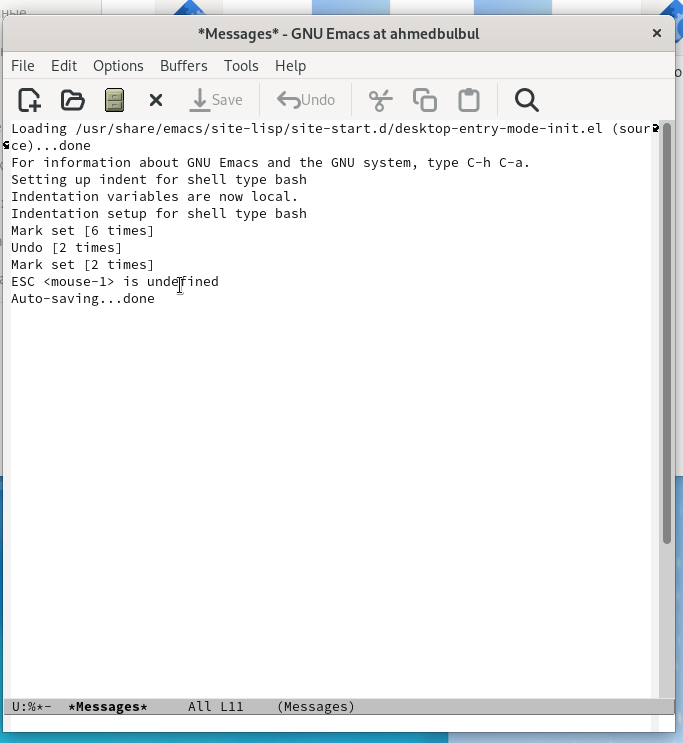 *Messages* - GNU Emacs at ahmedbulbul
File Edit Options Buffers Tools Help
Save Undo
Loading /usr/share/emacs/site-lisp/site-start.d/desktop-entry-mode-init.el (sour
ce)...done
For information about GNU Emacs and the GNU system, type C-h C-a.
Setting up indent for shell type bash
Indentation variables are now local.
Indentation setup for shell type bash
Mark set [6 times]
Undo [2 times]
Mark set [2 times]
ESC <mouse-1> is undefined
Auto-saving...done
U:%*- *Messages* All L11 (Messages)